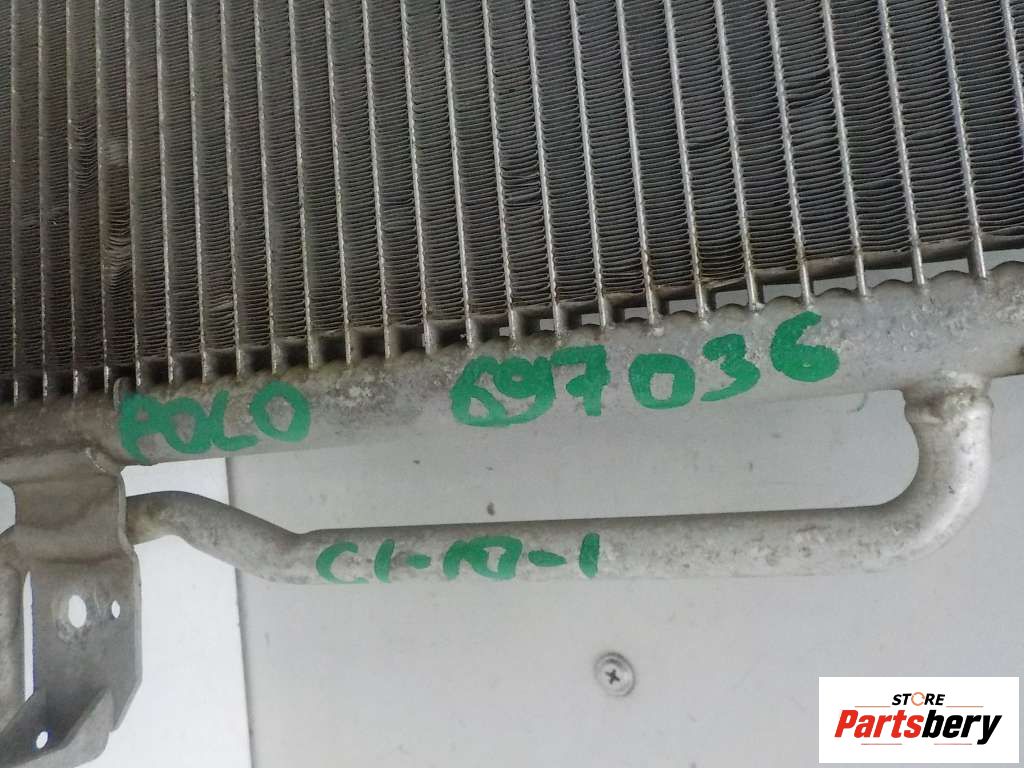 POLO 697036
C1-10-1
STORE
Partsbery